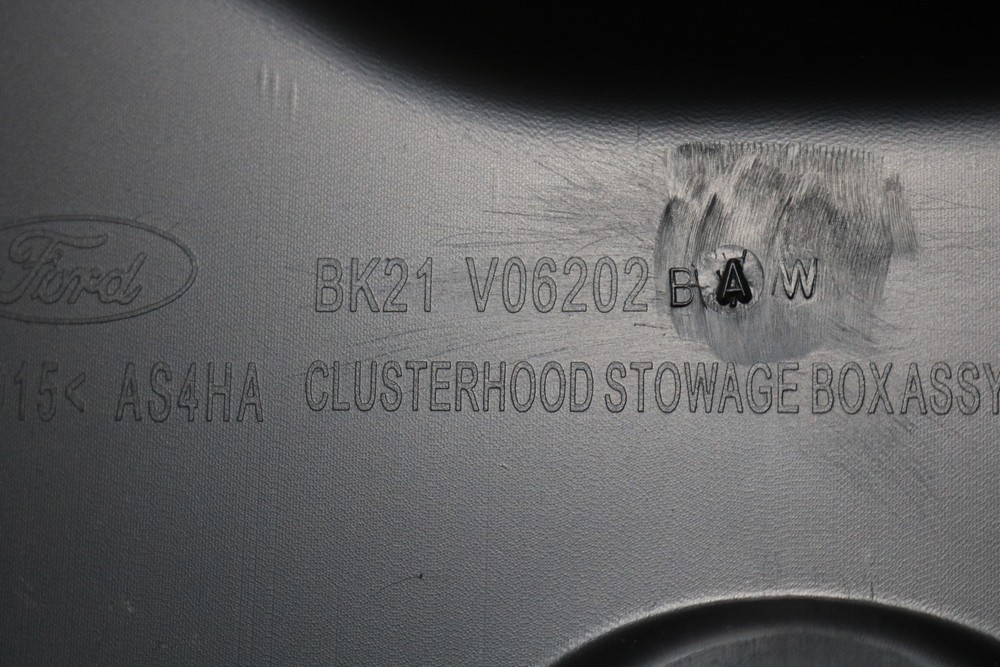 Ford
BK21 V06202 B A W
15< AS4HA CLUSTERHOOD STOWAGE BOX ASSY